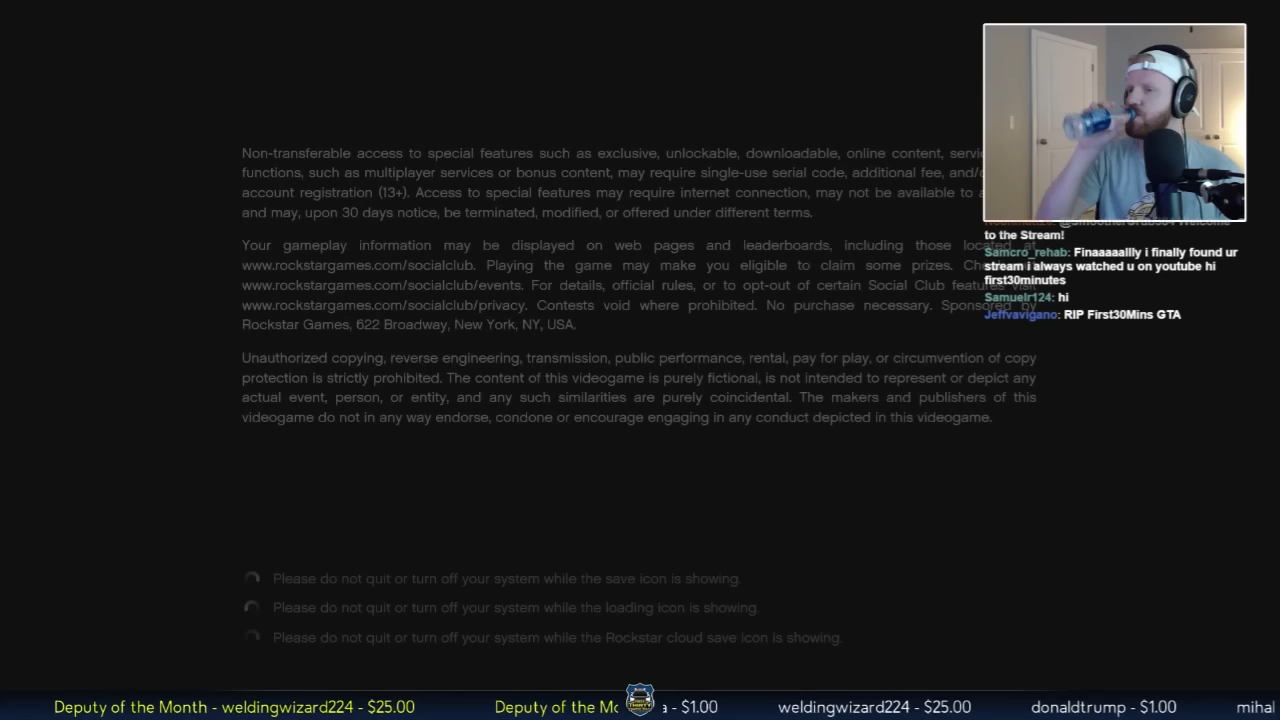 Non-transferable access to special features such as exclusive, unlockable, downloadable, online content,
functions, such as multiplayer services or bonus content, may require single-use serial code, additional fee,
account registration (13+). Access to special features may require internet connection, may not be available to
and may, upon 30 days notice, be terminated, modified, or offered under different terms.
Your gameplay information may be displayed on web pages and leaderboards, including those located at
www.rockstargames.com/socialclub. Playing the game may make you eligible to claim some prizes.
www.rockstargames.com/socialclub/events. For details, official rules, or to opt-out of certain Social Club features visit
www.rockstargames.com/socialclub/privacy. Contests void where prohibited. No purchase necessary. Sponsored by
Rockstar Games, 622 Broadway, New York, NY, USA.
Unauthorized copying, reverse engineering, transmission, public performance, rental, pay for play, or circumvention of copy
protection is strictly prohibited. The content of this videogame is purely fictional, is not intended to represent or depict any
actual event, person, or entity, and any such similarities are purely coincidental. The makers and publishers of this
videogame do not in any way endorse, condone or encourage engaging in any conduct depicted in this videogame.
Please do not quit or turn off your system while the save icon is showing.
Please do not quit or turn off your system while the loading icon is showing.
Please do not quit or turn off your system while the Rockstar cloud save icon is showing.
to the Stream!
Samcro_rehab: Finaaaaallly i finally found ur
stream i always watched u on youtube hi
first30minutes
Samuelr124: hi
Jeffvavigano: RIP First30Mins GTA
Deputy of the Month - weldingwizard224 - $25.00 Deputy of the Mo a - $1.00 weldingwizard224 - $25.00 donaldtrump - $1.00 mihal